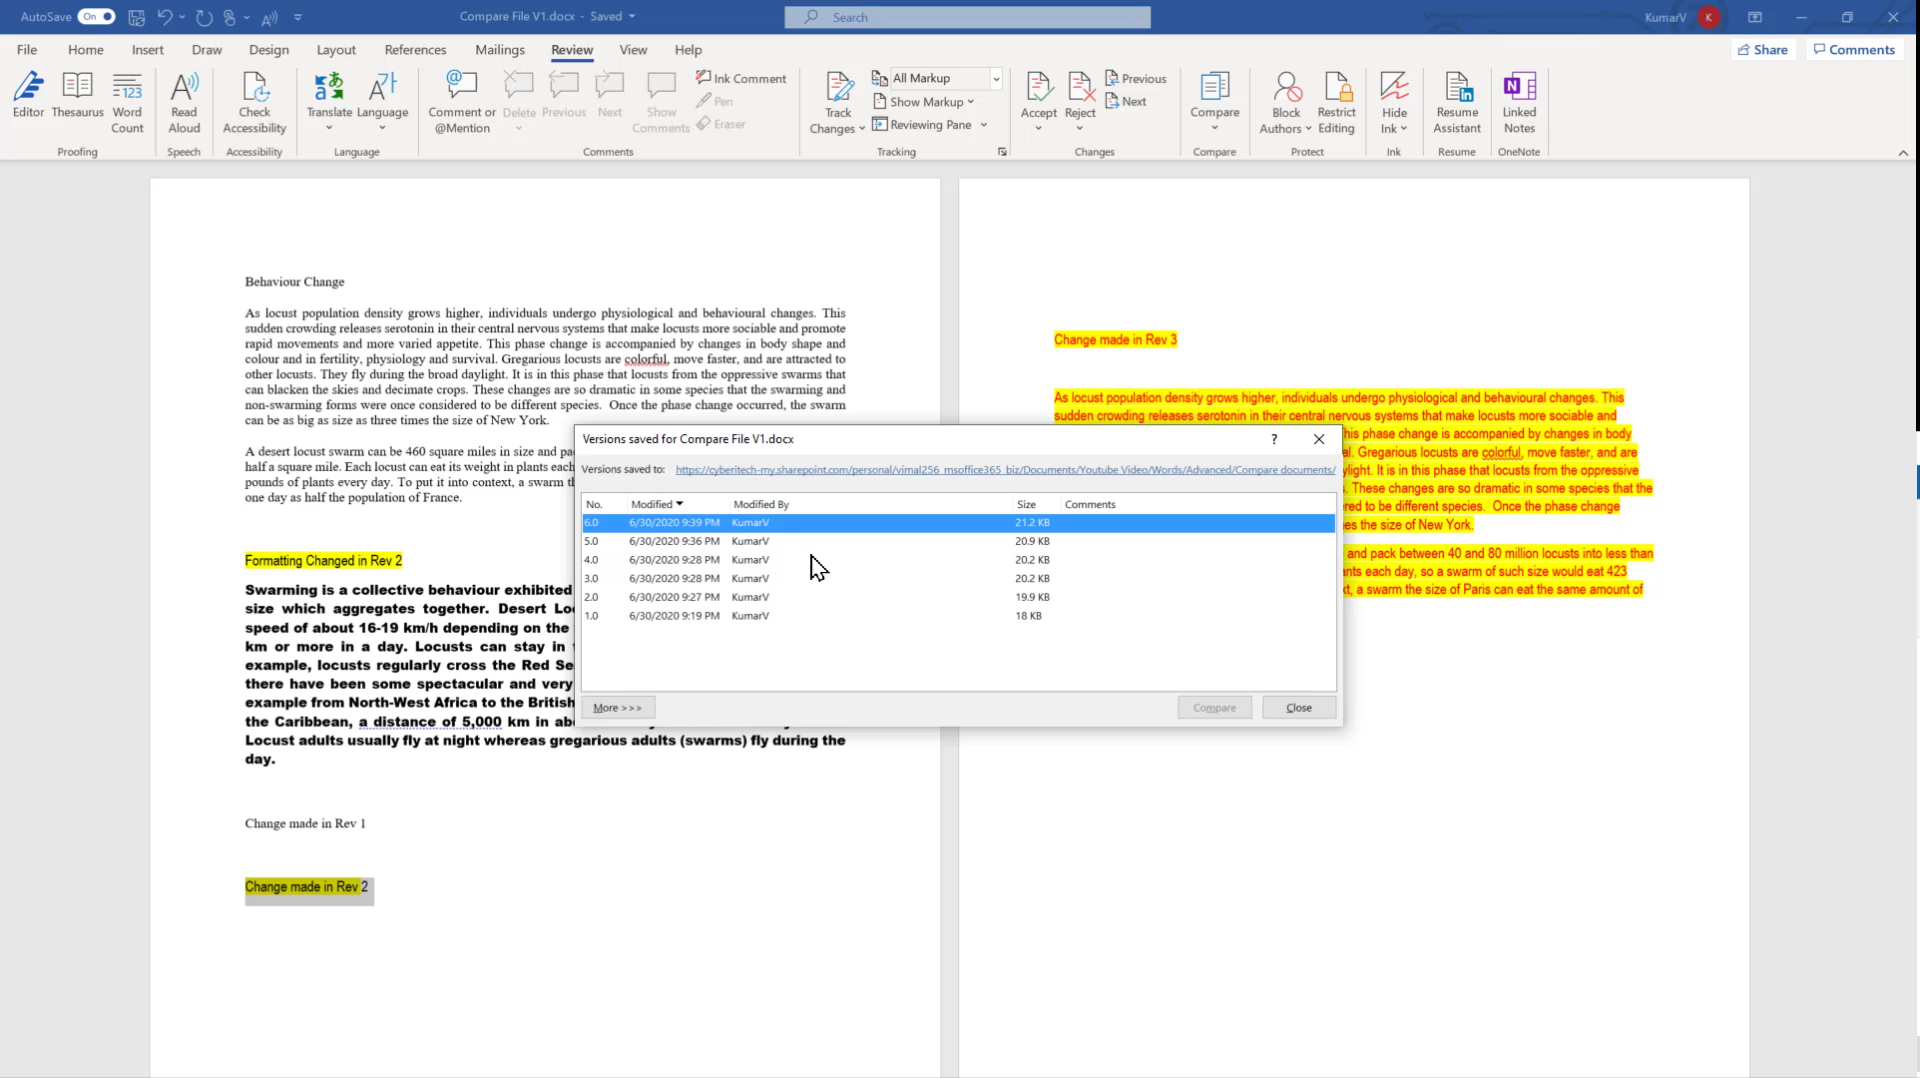 AutoSave On
Compare File V1.docx - Saved
Search
KumarV K
File Home Insert Draw Design Layout References Mailings Review View Help
Share Comments
Editor Thesaurus Word Count
Proofing
Read Aloud
Speech
Check Accessibility
Accessibility
Translate Language
Language
Comment or @Mention Delete Previous Next Show Comments
Ink Comment
Pen
Eraser
Comments
Track Changes
All Markup
Show Markup
Reviewing Pane
Tracking
Accept Reject
Previous
Next
Changes
Compare
Compare
Block Authors Restrict Editing
Protect
Hide Ink
Ink
Resume Assistant
Resume
Linked Notes
OneNote
Behaviour Change
As locust population density grows higher, individuals undergo physiological and behavioural changes. This
sudden crowding releases serotonin in their central nervous systems that make locusts more sociable and promote
rapid movements and more varied appetite. This phase change is accompanied by changes in body shape and
colour and in fertility, physiology and survival. Gregarious locusts are colorful, move faster, and are attracted to
other locusts. They fly during the broad daylight. It is in this phase that locusts from the oppressive swarms that
can blacken the skies and decimate crops. These changes are so dramatic in some species that the swarming and
non-swarming forms were once considered to be different species. Once the phase change occurred, the swarm
can be as big as size as three times the size of New York.
A desert locust swarm can be 460 square miles in size and pa
half a square mile. Each locust can eat its weight in plants each
pounds of plants every day. To put it into context, a swarm th
one day as half the population of France.
Formatting Changed in Rev 2
Swarming is a collective behaviour exhibited
size which aggregates together. Desert Lo
speed of about 16-19 km/h depending on the
km or more in a day. Locusts can stay in t
example, locusts regularly cross the Red Se
there have been some spectacular and very
example from North-West Africa to the British
the Caribbean, a distance of 5,000 km in abo
Locust adults usually fly at night whereas gregarious adults (swarms) fly during the
day.
Change made in Rev 1
Change made in Rev 2
Change made in Rev 3
As locust population density grows higher, individuals undergo physiological and behavioural changes. This
sudden crowding releases serotonin in their central nervous systems that make locusts more sociable and
his phase change is accompanied by changes in body
al. Gregarious locusts are colorful, move faster, and are
ylight. It is in this phase that locusts from the oppressive
. These changes are so dramatic in some species that the
red to be different species. Once the phase change
es the size of New York.
and pack between 40 and 80 million locusts into less than
nts each day, so a swarm of such size would eat 423
xt, a swarm the size of Paris can eat the same amount of
Versions saved for Compare File V1.docx ?
Versions saved to: https://cyberitech-my.sharepoint.com/personal/vimal256_msoffice365_biz/Documents/Youtube Video/Words/Advanced/Compare documents/
No. Modified Modified By Size Comments
6.0 6/30/2020 9:39 PM KumarV 21.2 KB
5.0 6/30/2020 9:36 PM KumarV 20.9 KB
4.0 6/30/2020 9:28 PM KumarV 20.2 KB
3.0 6/30/2020 9:28 PM KumarV 20.2 KB
2.0 6/30/2020 9:27 PM KumarV 19.9 KB
1.0 6/30/2020 9:19 PM KumarV 18 KB
More >>> Compare Close